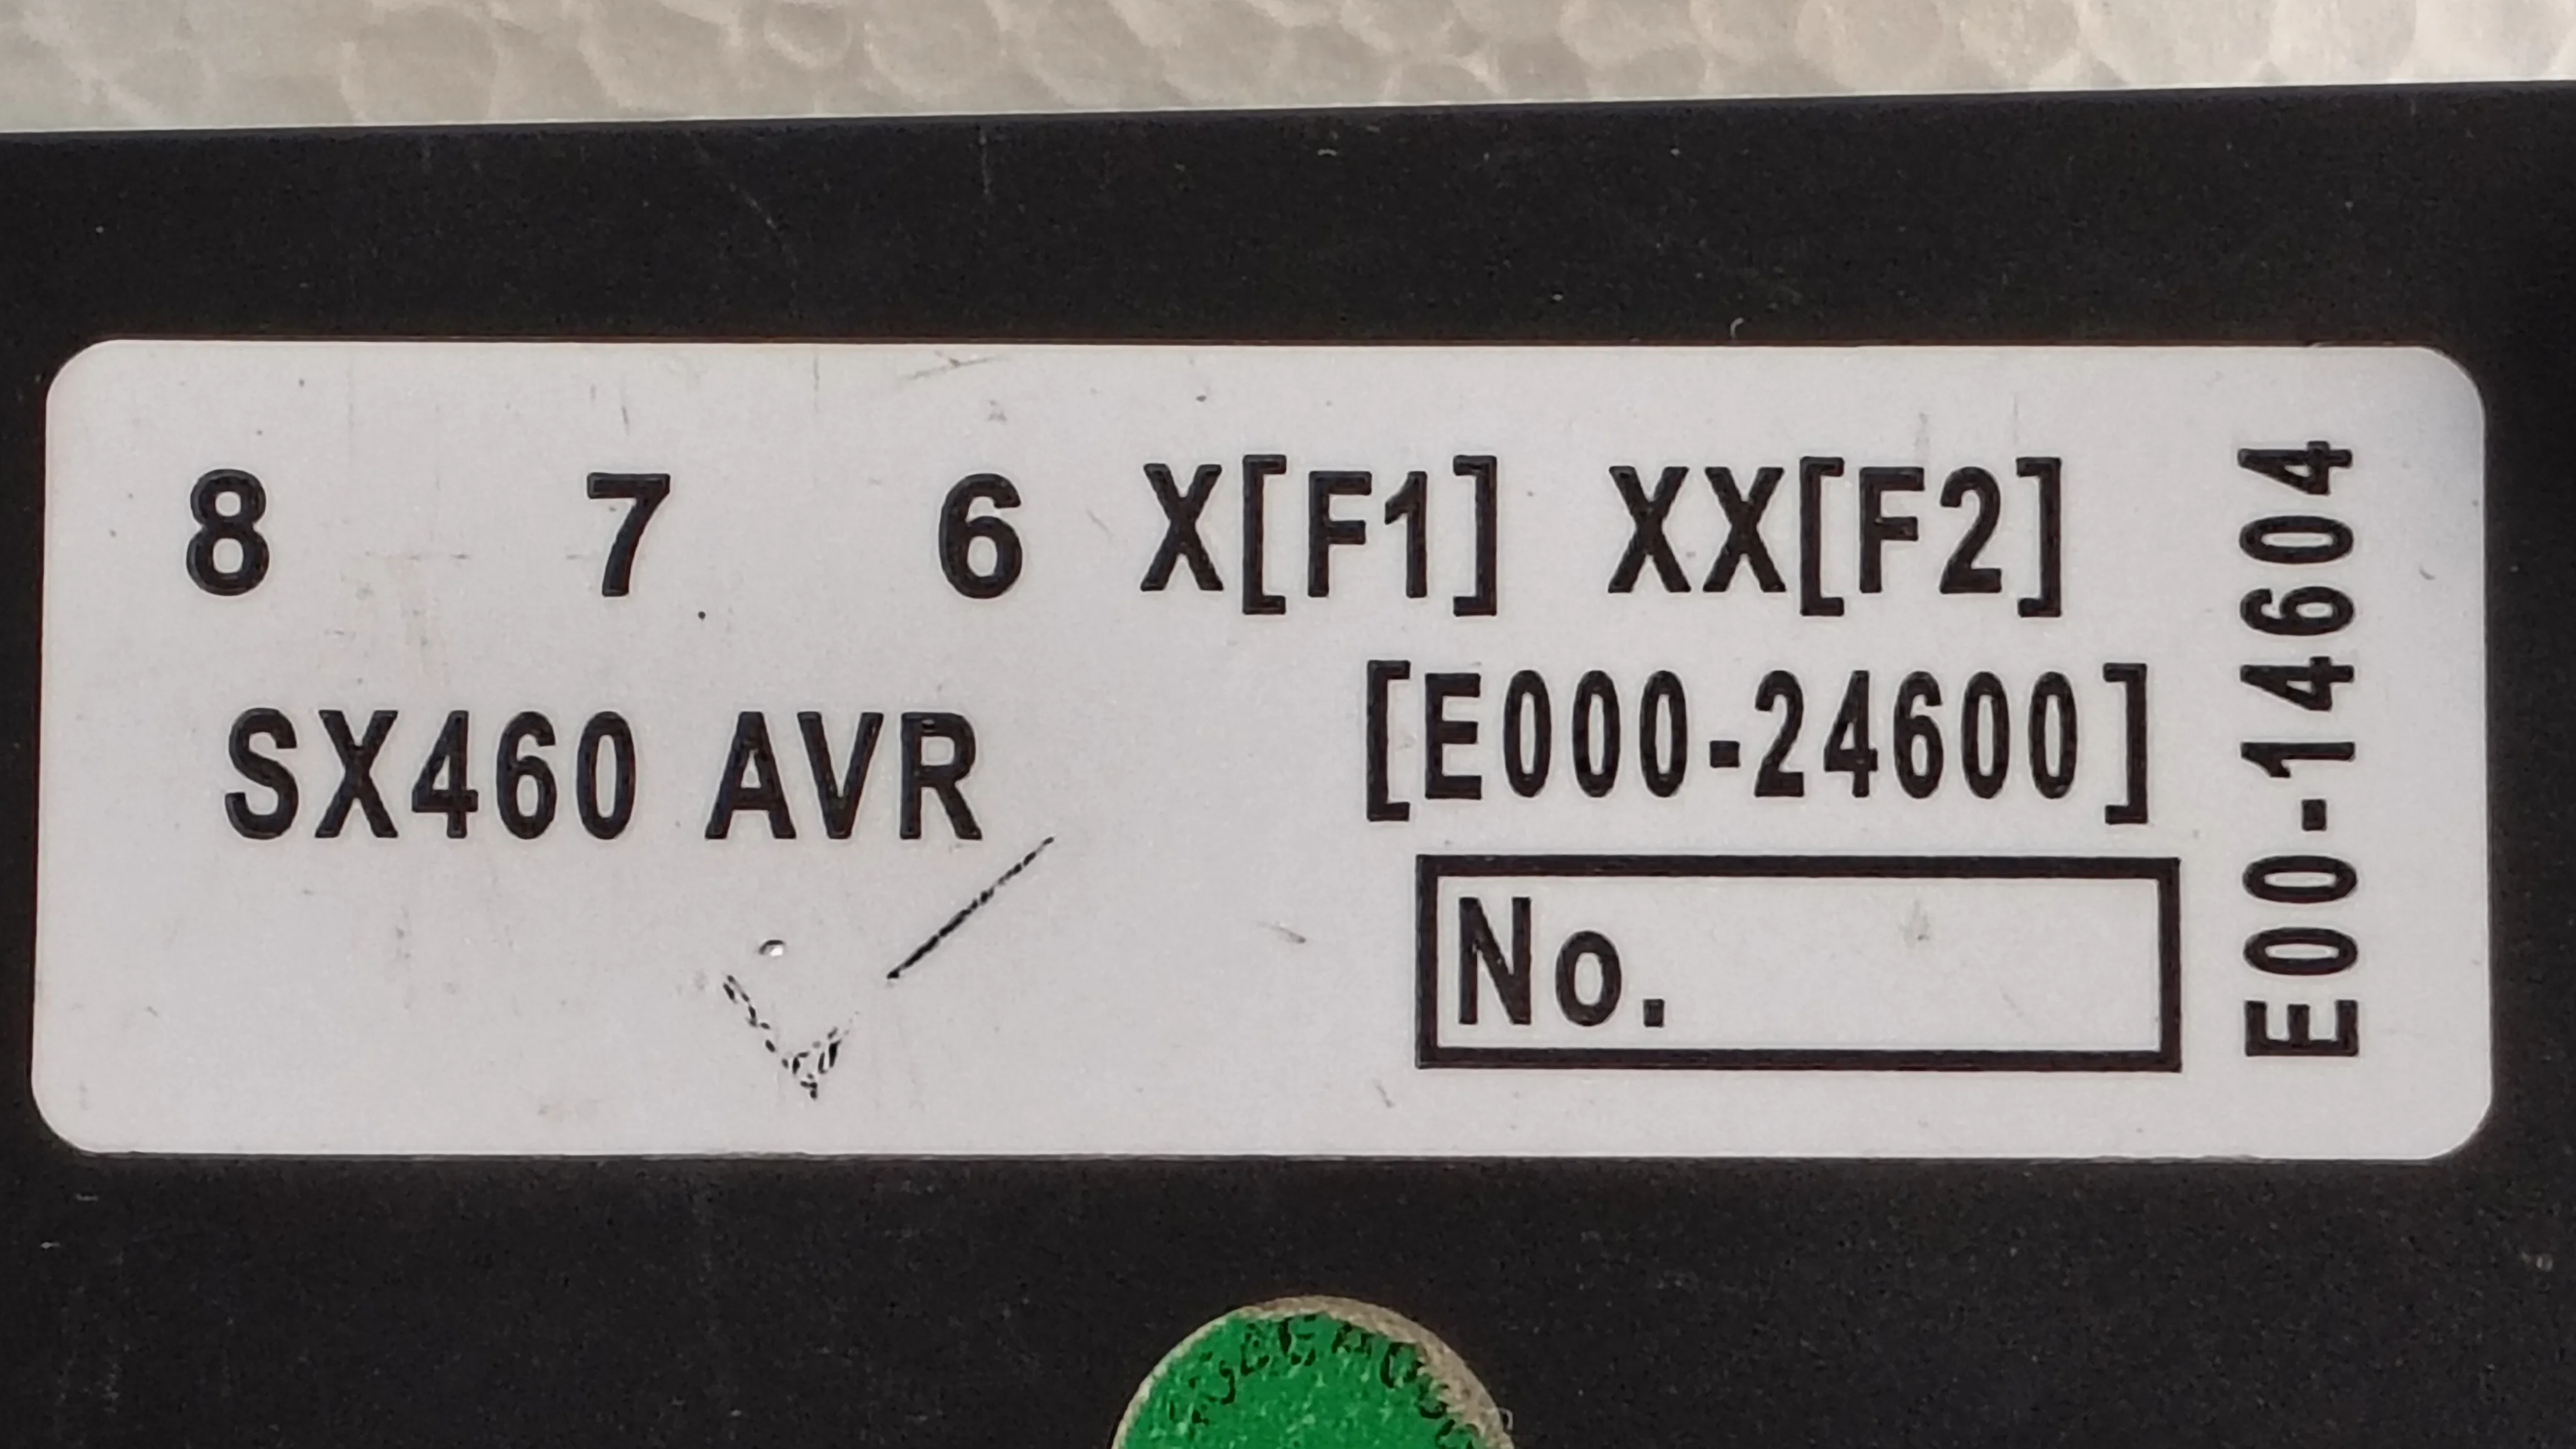 8 7 6 X[F1] XX[F2]
SX460 AVR
[E000-24600]
No.
E00-14604